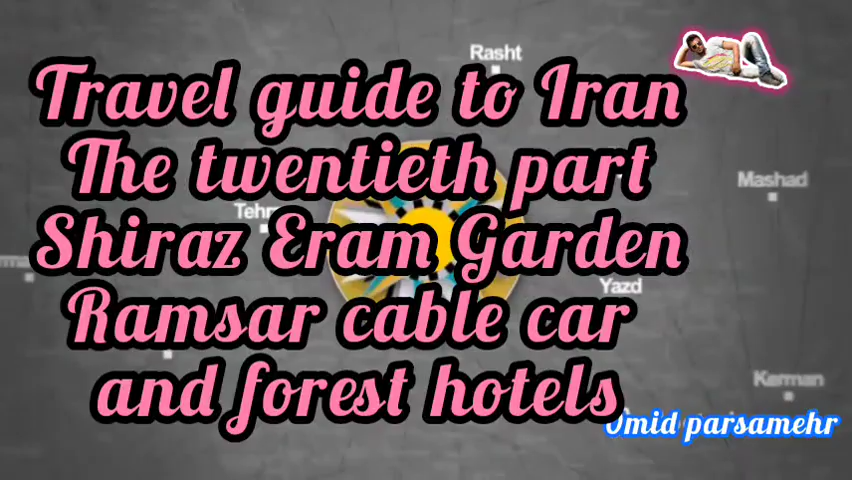 Rasht
Travel guide to Iran
The twentieth part
Mashad
Shiraz Eram Garden
Yazd
Ramsar cable car
Kerman
and forest hotels
Omid parsamehr